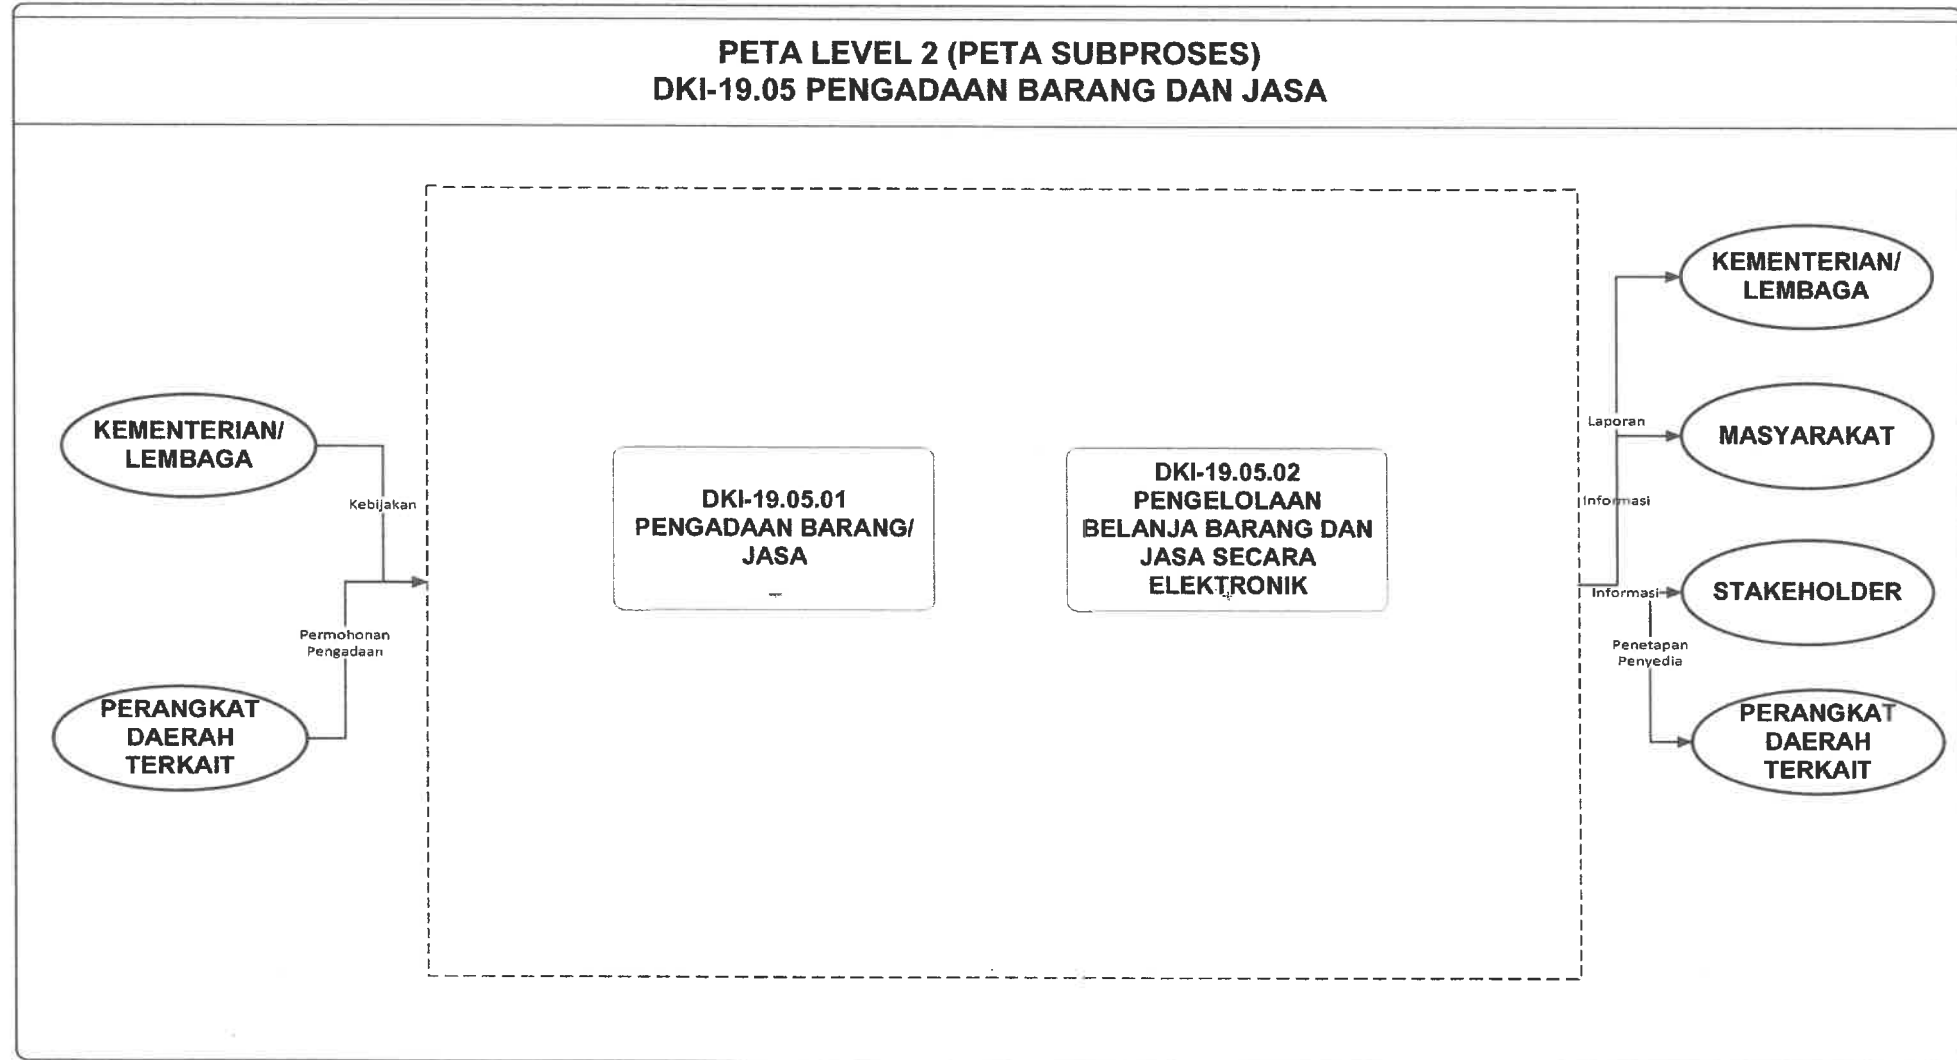 PETA LEVEL 2 (PETA SUBPROSES)
DKI-19.05 PENGADAAN BARANG DAN JASA
KEMENTERIAN/
LEMBAGA
Kebijakan
Permohonan
Pengadaan
PERANGKAT
DAERAH
TERKAIT
DKI-19.05.01
PENGADAAN BARANG/
JASA
DKI-19.05.02
PENGELOLAAN
BELANJA BARANG DAN
JASA SECARA
ELEKTRONIK
KEMENTERIAN/
LEMBAGA
Laporan
MASYARAKAT
Informasi
Informasi
STAKEHOLDER
Penetapan
Penyedia
PERANGKAT
DAERAH
TERKAIT